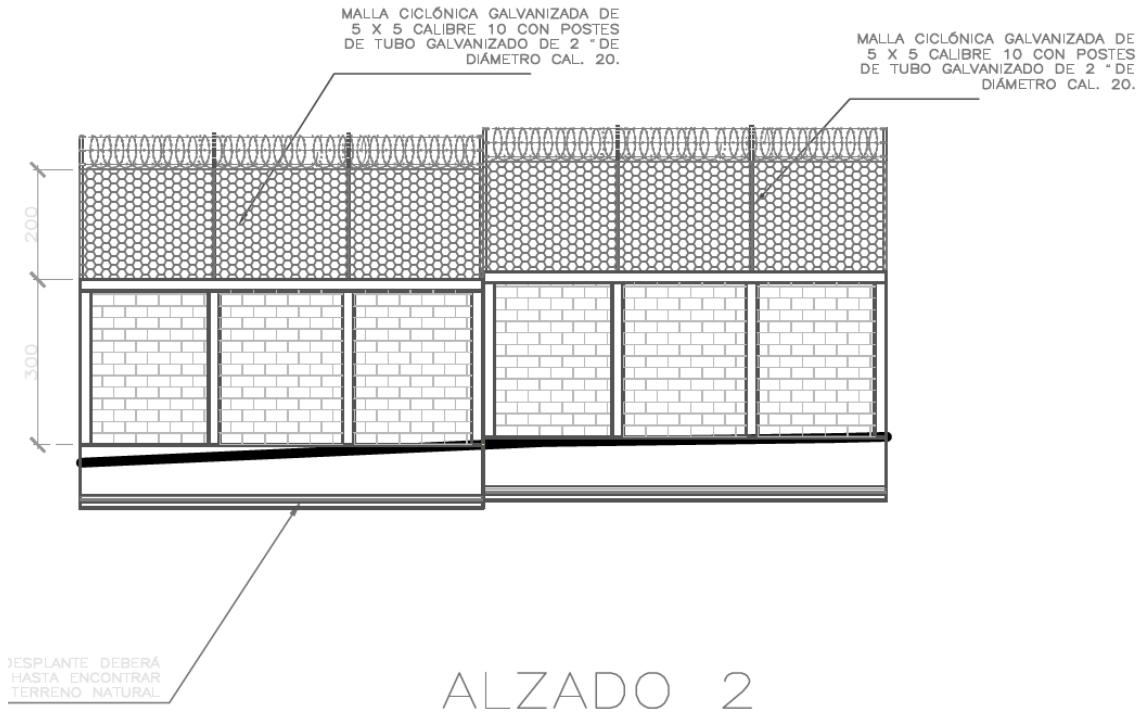 MALLA CICLÓNICA GALVANIZADA DE
5 X 5 CALIBRE 10 CON POSTES
DE TUBO GALVANIZADO DE 2 " DE
DIÁMETRO CAL. 20.
MALLA CICLÓNICA GALVANIZADA DE
5 X 5 CALIBRE 10 CON POSTES
DE TUBO GALVANIZADO DE 2 " DE
DIÁMETRO CAL. 20.
200
300
DESPLANTE DEBERÁ
HASTA ENCONTRAR
TERRENO NATURAL
ALZADO 2